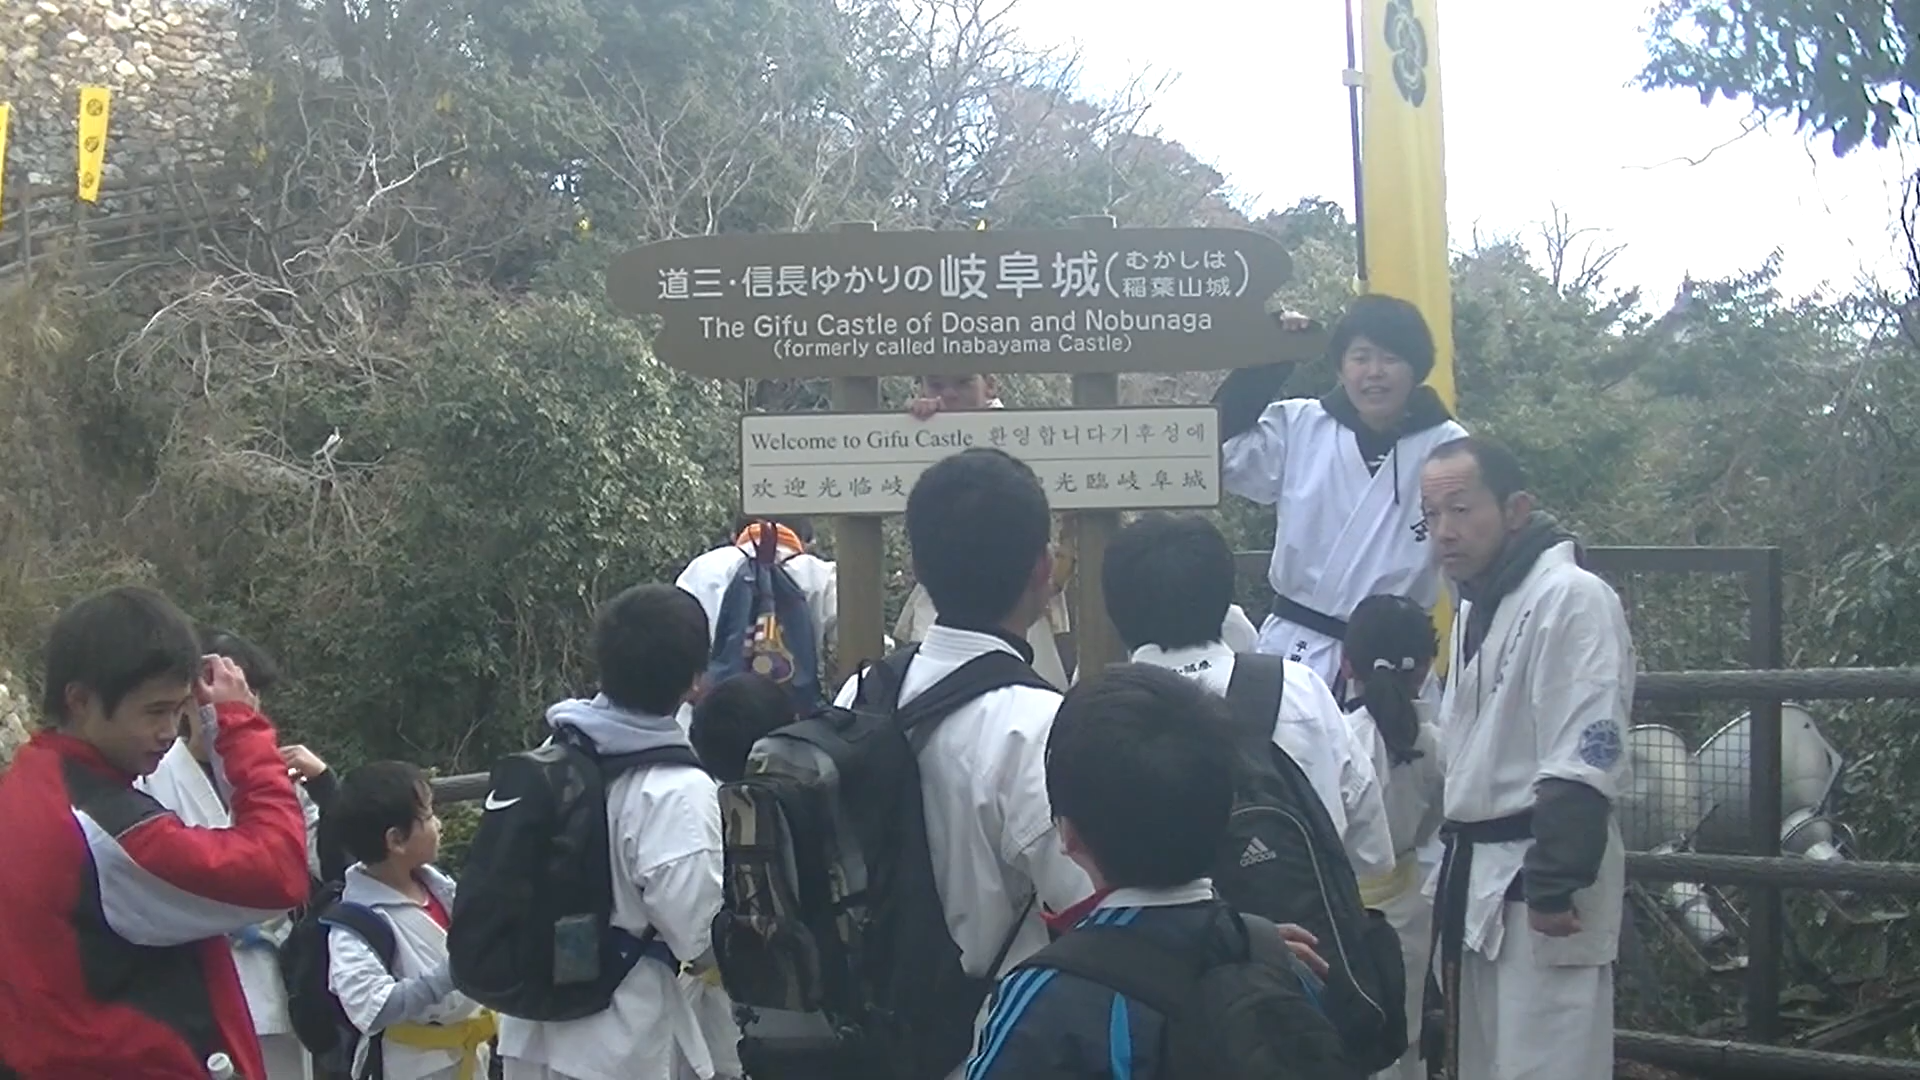 道三・信長ゆかりの岐阜城(むかしは稲葉山城)
The Gifu Castle of Dosan and Nobunaga
(formerly called Inabayama Castle)
Welcome to Gifu Castle 환영합니다기후성에
欢迎光临岐 光臨岐阜城
adidas